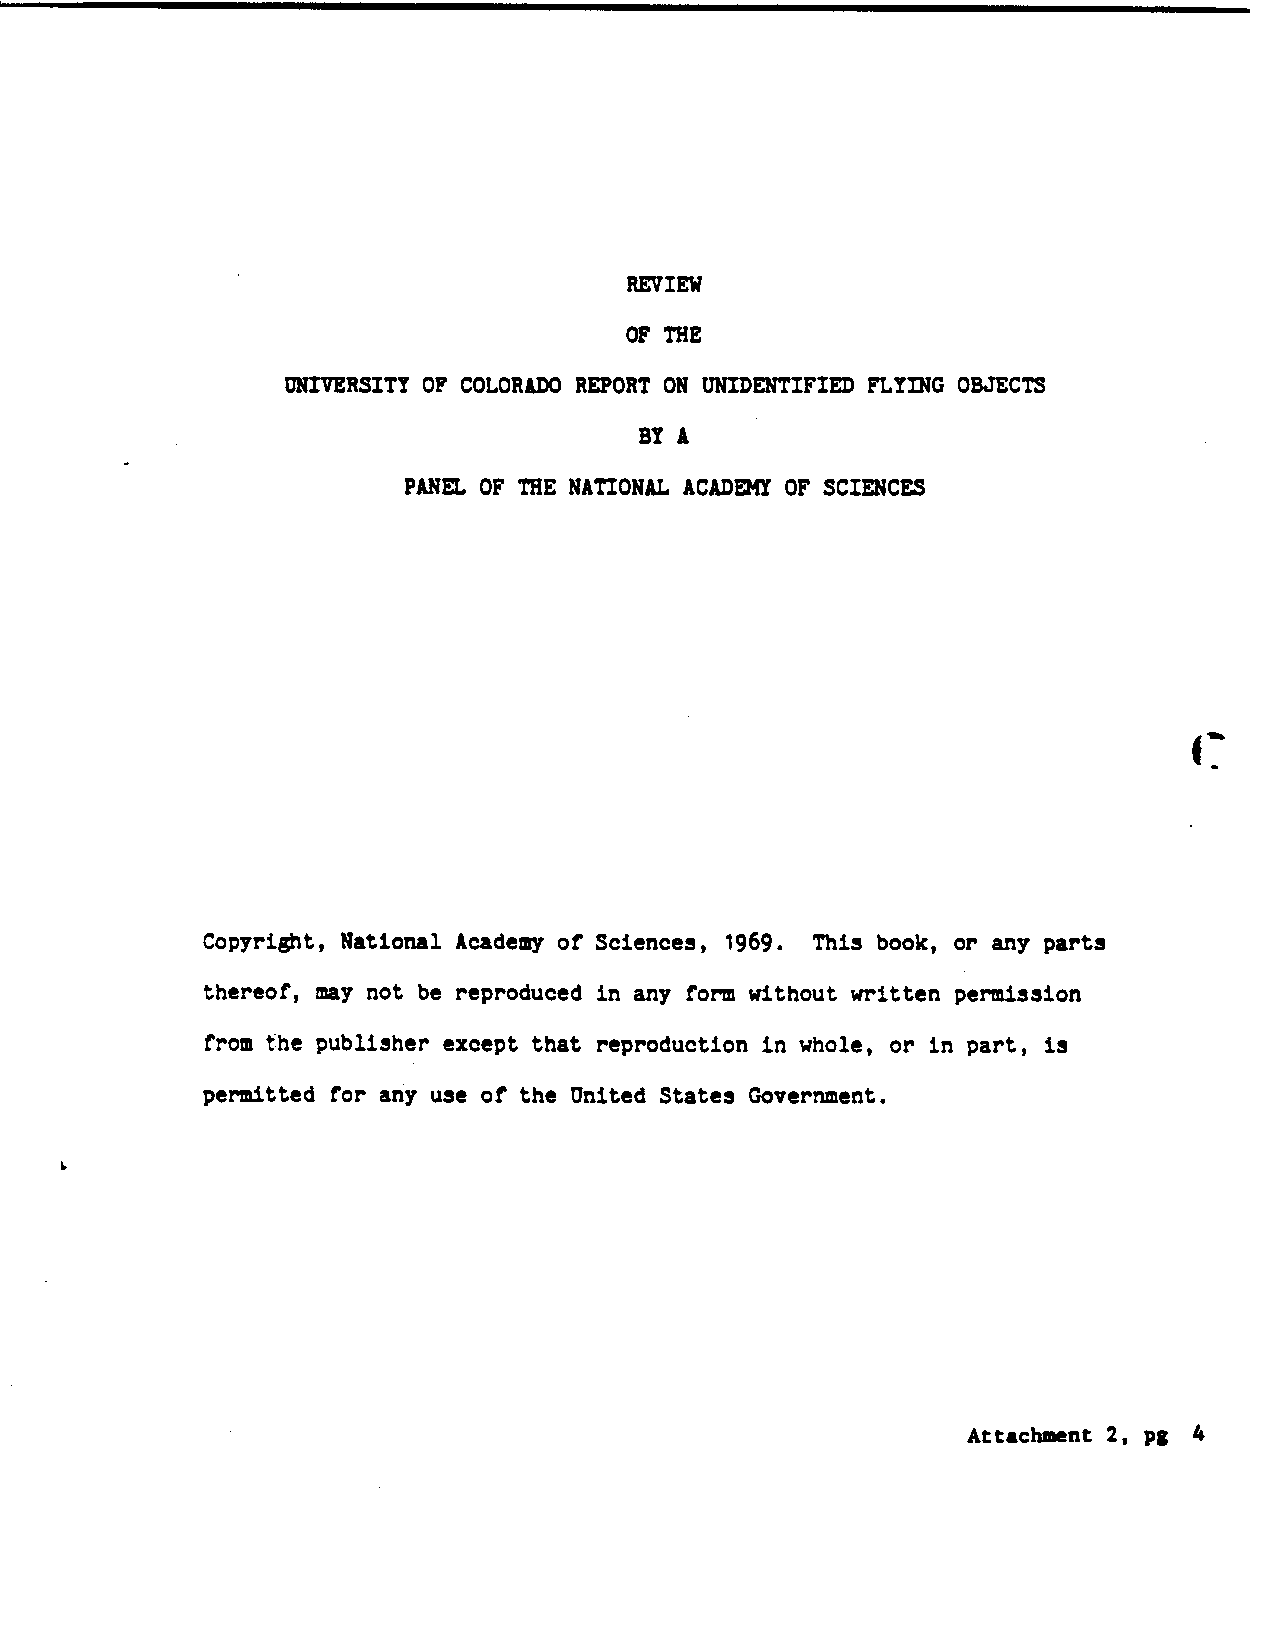 REVIEW
OF THE
UNIVERSITY OF COLORADO REPORT ON UNIDENTIFIED FLYING OBJECTS
BY A
PANEL OF THE NATIONAL ACADEMY OF SCIENCES
Copyright, National Academy of Sciences, 1969. This book, or any parts
thereof, may not be reproduced in any form without written permission
from the publisher except that reproduction in whole, or in part, is
permitted for any use of the United States Government.
Attachment 2, pg 4